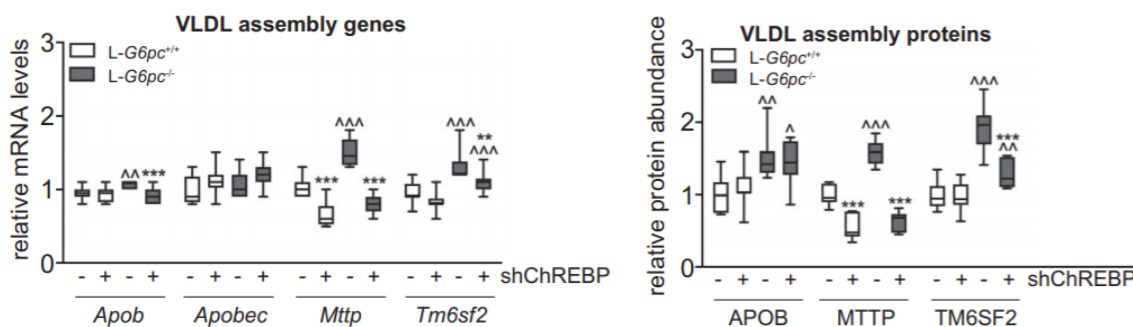 VLDL assembly genes
relative mRNA levels
3
2
1
0
L-G6pc+/+
L-G6pc-/-
^^ *** *** ^^^ *** ^^^ ** ^^^
- + - + - + - + - + - + - + - + shChREBP
Apob Apobec Mttp Tm6sf2
VLDL assembly proteins
relative protein abundance
3
2
1
0
L-G6pc+/+
L-G6pc-/-
^^ ^ *** ^^^ *** ^^^ *** ^^
- + - + - + - + - + - + shChREBP
APOB MTTP TM6SF2